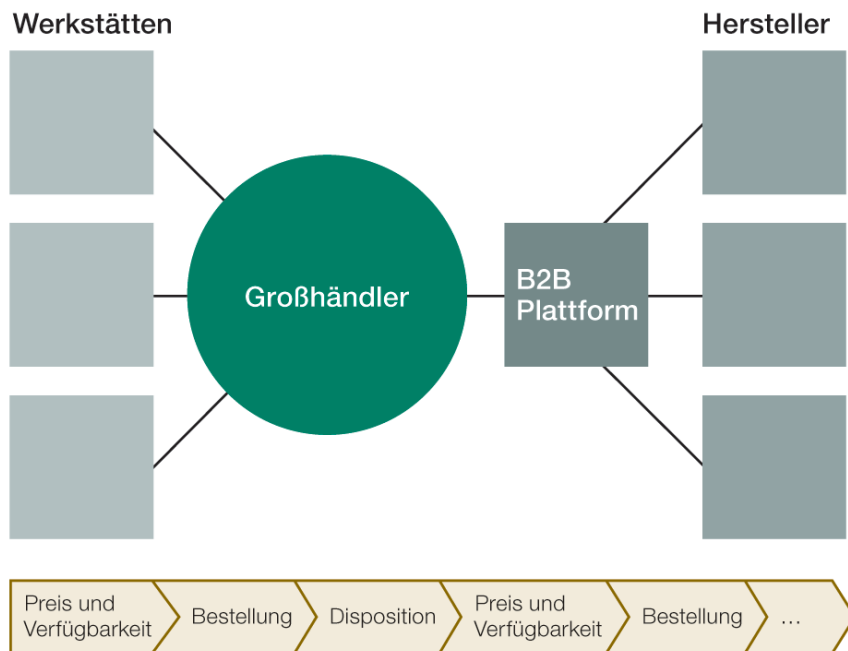 Werkstätten
Hersteller
Großhändler
B2B
Plattform
Preis und
Verfügbarkeit
Bestellung
Disposition
Preis und
Verfügbarkeit
Bestellung
...